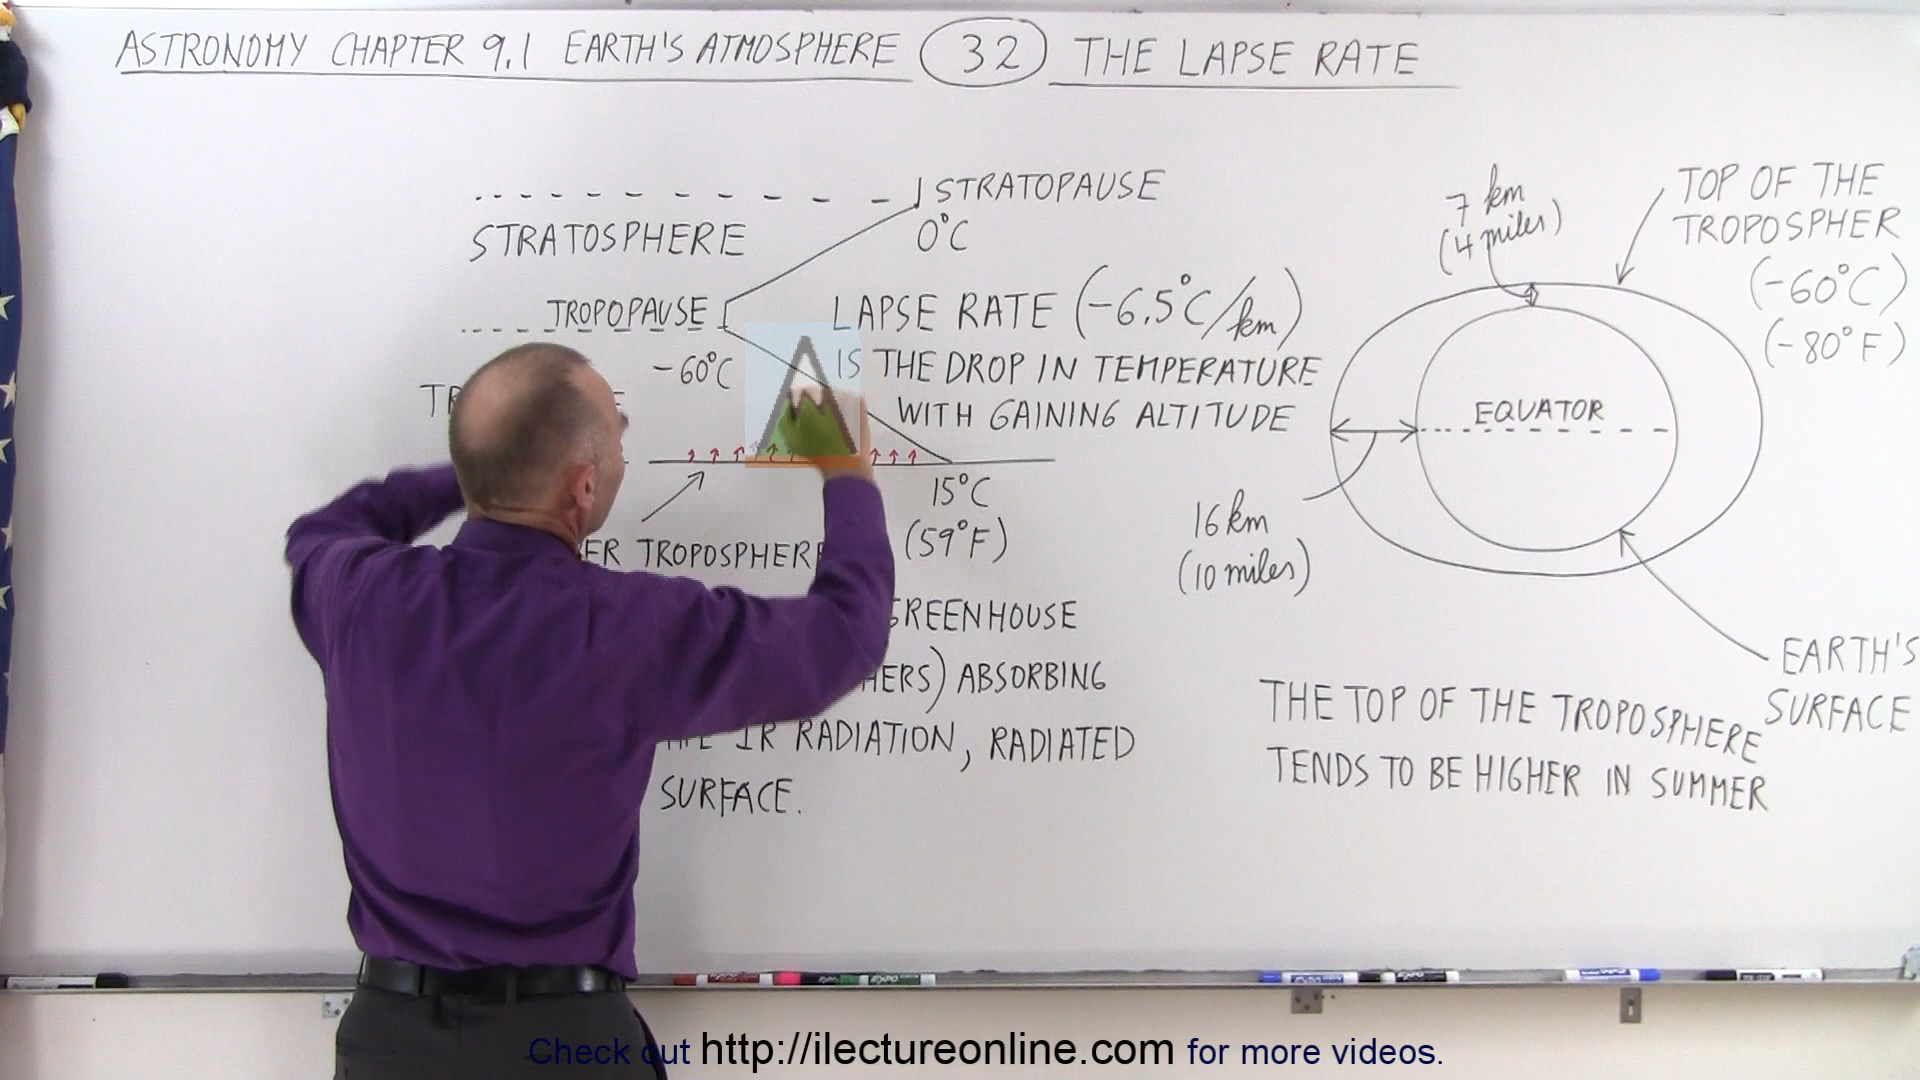 ASTRONOMY CHAPTER 9.1 EARTH'S ATMOSPHERE 32 THE LAPSE RATE
STRATOPAUSE
0°C
STRATOSPHERE
TROPOPAUSE
-60°C
LAPSE RATE (-6.5°C/km)
IS THE DROP IN TEMPERATURE
WITH GAINING ALTITUDE
15°C
(59°F)
TROPOSPHERE
GREENHOUSE
ABSORBING
IR RADIATION, RADIATED
SURFACE.
7 km
(4 miles)
TOP OF THE
TROPOSPHER
(-60°C)
(-80°F)
EQUATOR
16 km
(10 miles)
EARTH'S
SURFACE
THE TOP OF THE TROPOSPHERE
TENDS TO BE HIGHER IN SUMMER
Check out http://ilectureonline.com for more videos.